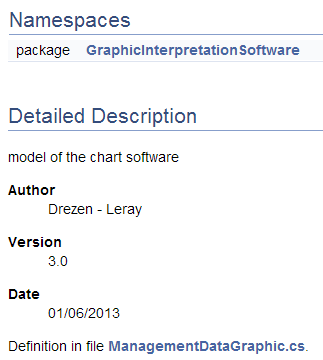 Namespaces
package GraphicInterpretationSoftware
Detailed Description
model of the chart software
Author
Drezen - Leray
Version
3.0
Date
01/06/2013
Definition in file ManagementDataGraphic.cs.